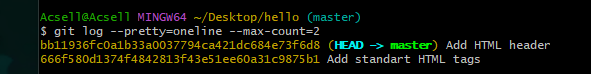 Acsell@Acsell MINGW64 ~/Desktop/hello (master)
$ git log --pretty=oneline --max-count=2
bb11936fc0a1b33a0037794ca421dc684e73f6d8 (HEAD -> master) Add HTML header
666f580d1374f4842813f43e51ee60a31c9875b1 Add standart HTML tags